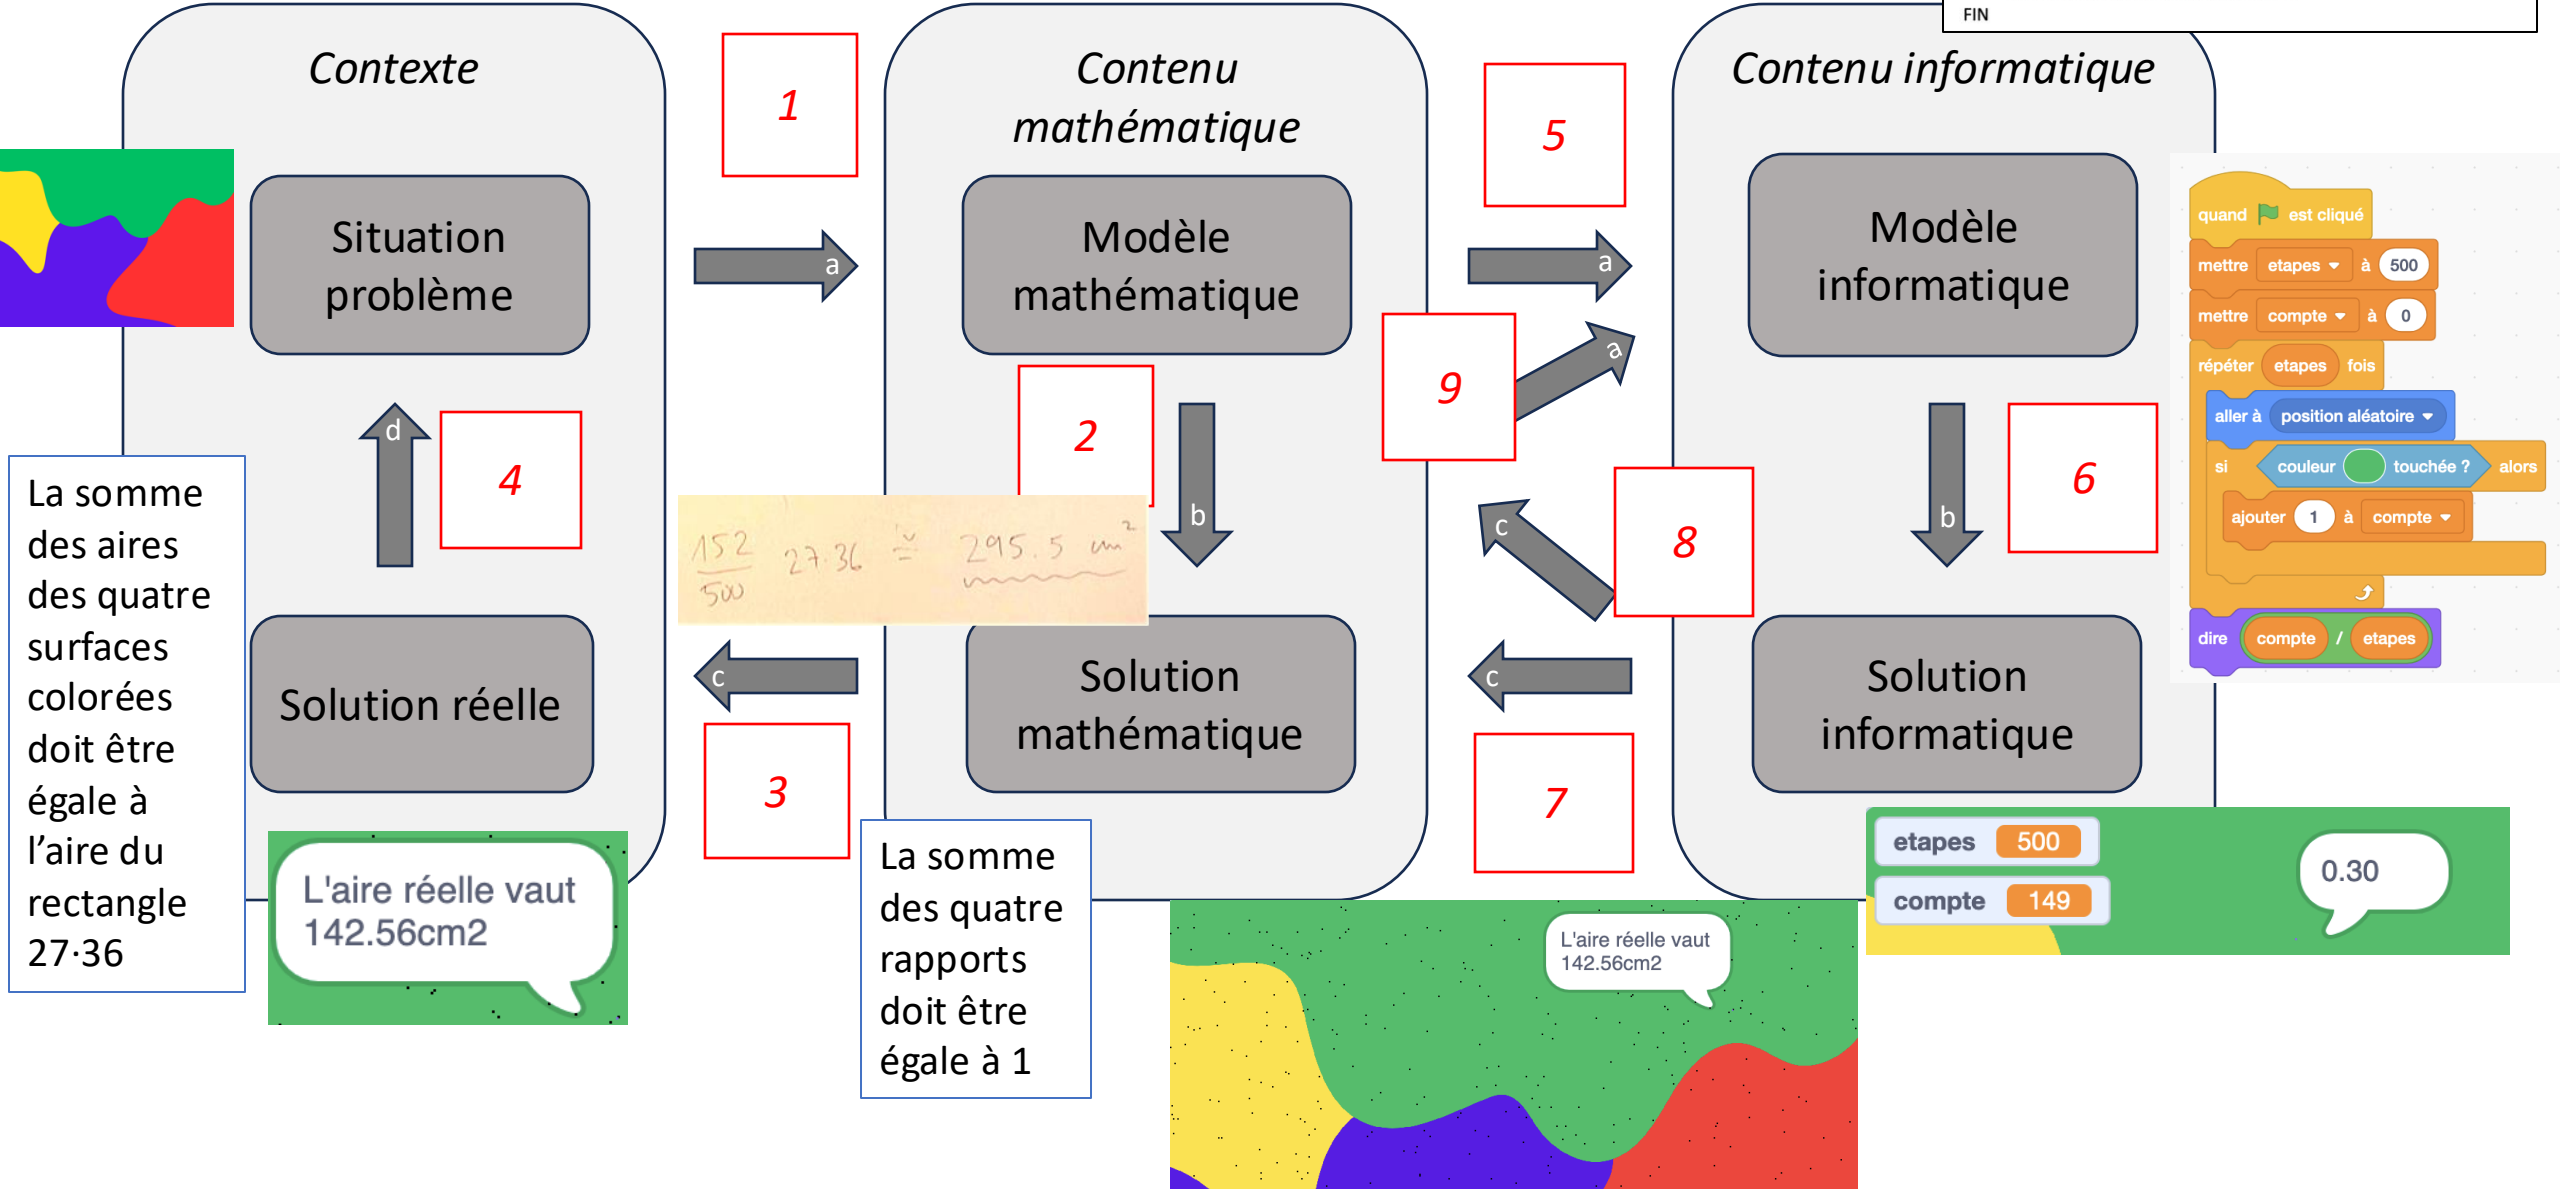 FIN
Contexte
1
Contenu
mathématique
5
Contenu informatique
Situation
problème
a
Modèle
mathématique
a
Modèle
informatique
quand est cliqué
mettre etapes à 500
mettre compte à 0
répéter etapes fois
aller à position aléatoire
si couleur touchée ? alors
ajouter 1 à compte
dire compte / etapes
d
4
2
b
9
a
c
8
b
6
152
500
27.36 ≅ 295.5 cm²
La somme
des aires
des quatre
surfaces
colorées
doit être
égale à
l'aire du
rectangle
27·36
Solution réelle
c
3
Solution
mathématique
c
7
Solution
informatique
L'aire réelle vaut
142.56cm2
La somme
des quatre
rapports
doit être
égale à 1
L'aire réelle vaut
142.56cm2
etapes 500
compte 149
0.30